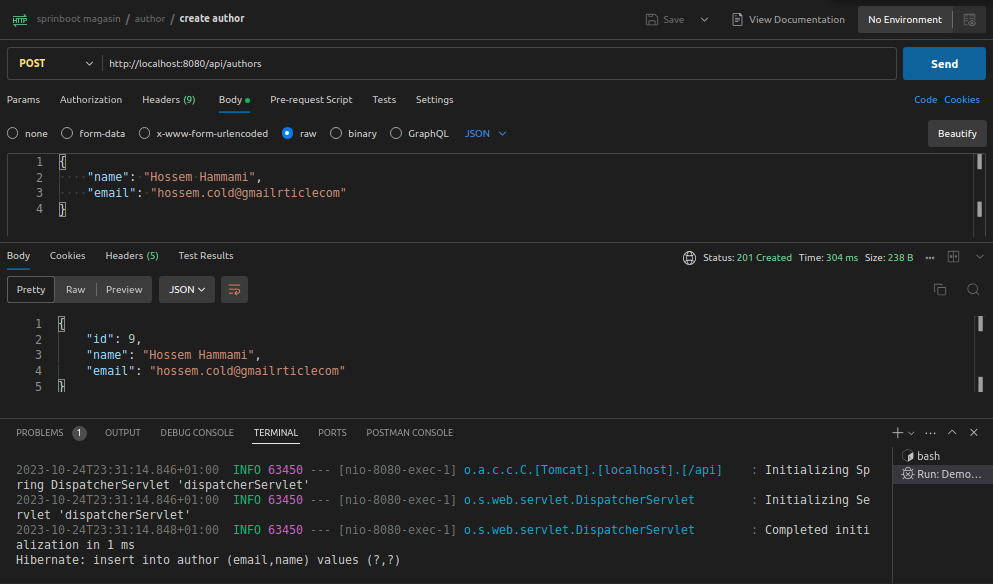 HTTP sprinboot magasin / author / create author Save View Documentation No Environment
POST http://localhost:8080/api/authors Send
Params Authorization Headers (9) Body Pre-request Script Tests Settings Code Cookies
none form-data x-www-form-urlencoded raw binary GraphQL JSON Beautify
1 {
2 ····"name":·"Hossem·Hammami",
3 ····"email":·"hossem.cold@gmailrticlecom"
4 }
Body Cookies Headers (5) Test Results Status: 201 Created Time: 304 ms Size: 238 B
Pretty Raw Preview JSON
1 {
2 "id": 9,
3 "name": "Hossem Hammami",
4 "email": "hossem.cold@gmailrticlecom"
5 }
PROBLEMS 1 OUTPUT DEBUG CONSOLE TERMINAL PORTS POSTMAN CONSOLE
bash
Run: Demo...
2023-10-24T23:31:14.846+01:00 INFO 63450 --- [nio-8080-exec-1] o.a.c.c.C.[Tomcat].[localhost].[/api] : Initializing Sp
ring DispatcherServlet 'dispatcherServlet'
2023-10-24T23:31:14.846+01:00 INFO 63450 --- [nio-8080-exec-1] o.s.web.servlet.DispatcherServlet : Initializing Se
rvlet 'dispatcherServlet'
2023-10-24T23:31:14.848+01:00 INFO 63450 --- [nio-8080-exec-1] o.s.web.servlet.DispatcherServlet : Completed initi
alization in 1 ms
Hibernate: insert into author (email,name) values (?,?)